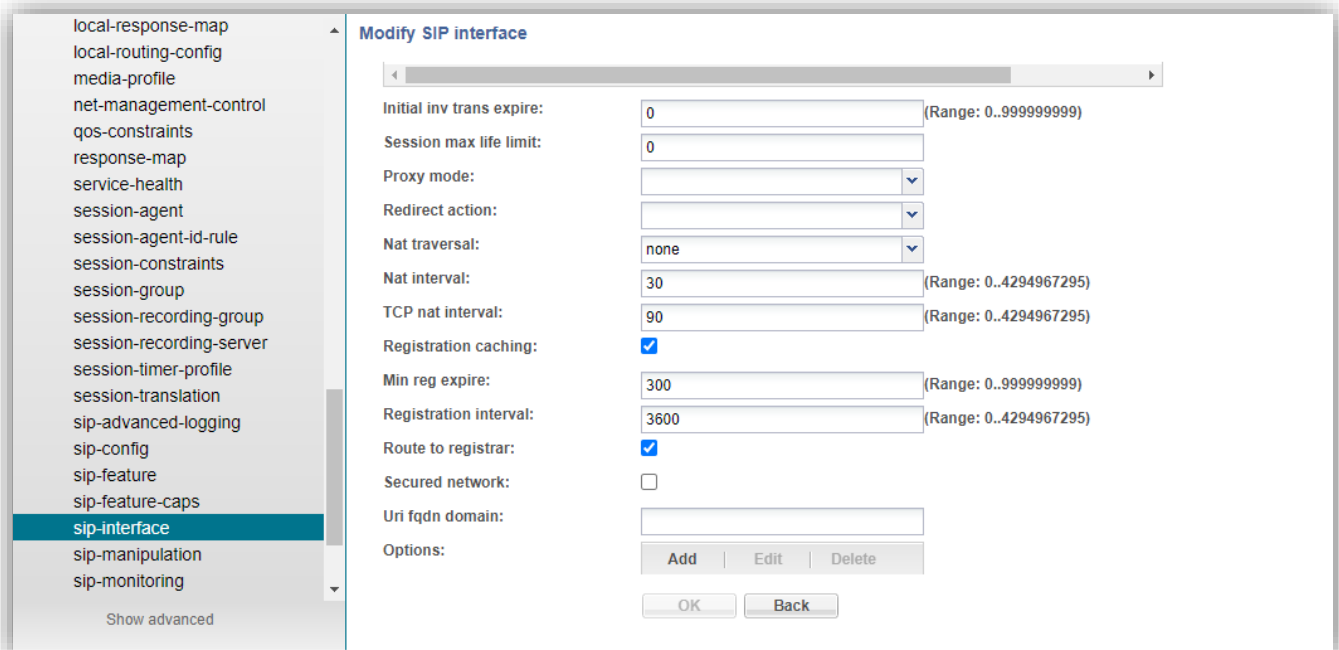 local-response-map
local-routing-config
media-profile
net-management-control
qos-constraints
response-map
service-health
session-agent
session-agent-id-rule
session-constraints
session-group
session-recording-group
session-recording-server
session-timer-profile
session-translation
sip-advanced-logging
sip-config
sip-feature
sip-feature-caps
sip-interface
sip-manipulation
sip-monitoring
Show advanced
Modify SIP interface
Initial inv trans expire: 0 (Range: 0..999999999)
Session max life limit: 0
Proxy mode:
Redirect action:
Nat traversal: none
Nat interval: 30 (Range: 0..4294967295)
TCP nat interval: 90 (Range: 0..4294967295)
Registration caching:
Min reg expire: 300 (Range: 0..999999999)
Registration interval: 3600 (Range: 0..4294967295)
Route to registrar:
Secured network:
Uri fqdn domain:
Options: Add Edit Delete
OK Back